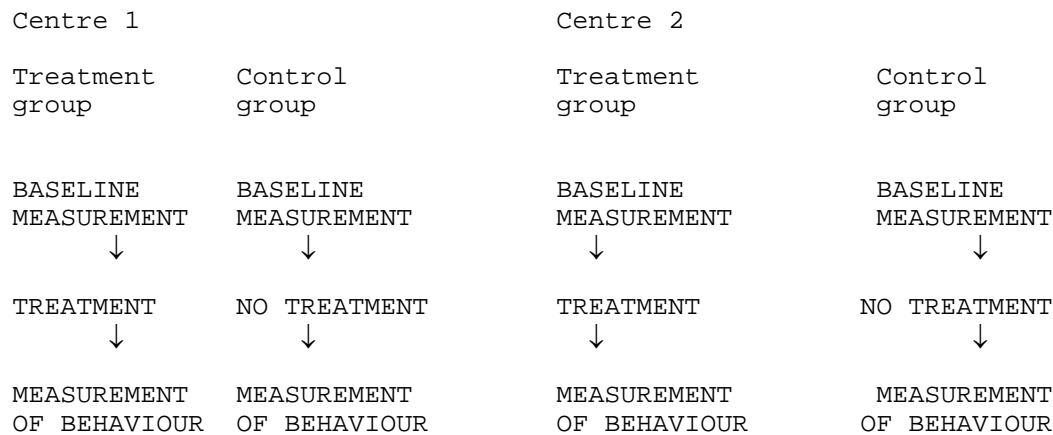 Centre 1 Centre 2
Treatment Control Treatment Control
group group group group
BASELINE BASELINE BASELINE BASELINE
MEASUREMENT MEASUREMENT MEASUREMENT MEASUREMENT
↓ ↓ ↓ ↓
TREATMENT NO TREATMENT TREATMENT NO TREATMENT
↓ ↓ ↓ ↓
MEASUREMENT MEASUREMENT MEASUREMENT MEASUREMENT
OF BEHAVIOUR OF BEHAVIOUR OF BEHAVIOUR OF BEHAVIOUR